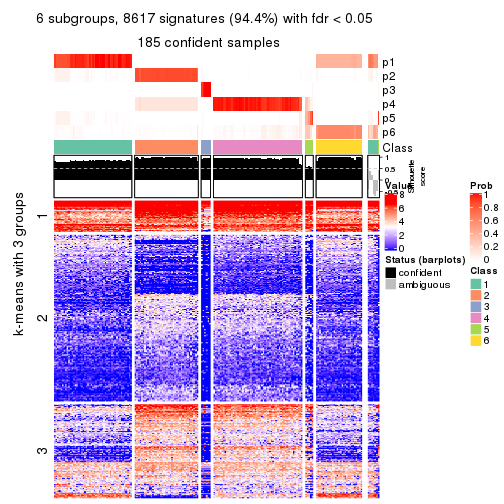 6 subgroups, 8617 signatures (94.4%) with fdr < 0.05
185 confident samples
p1
p2
p3
p4
p5
p6
Class
1
0.5
0
-0.5
Silhouette
score
k-means with 3 groups
1
2
3
Value
8
6
4
2
0
Status (barplots)
confident
ambiguous
Prob
1
0.8
0.6
0.4
0.2
0
Class
1
2
3
4
5
6